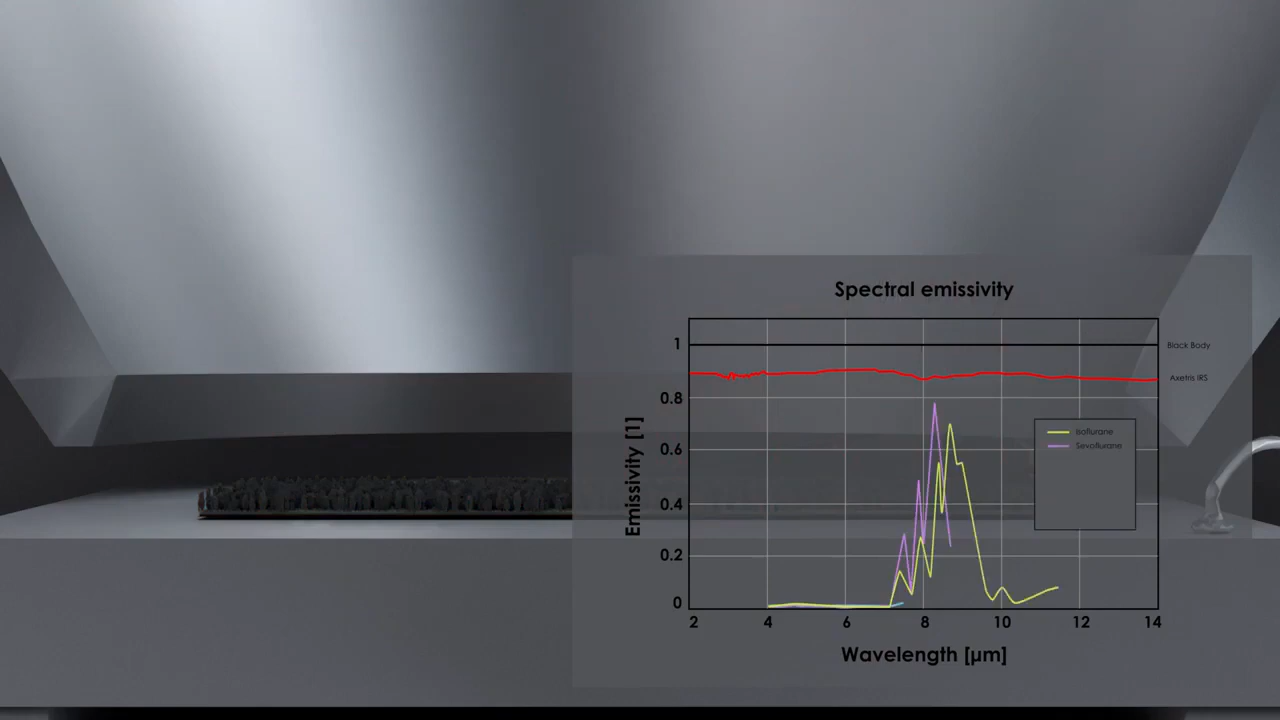 Spectral emissivity
1
Black Body
Axetris IRS
0.8
Isoflurane
Sevoflurane
0.6
0.4
0.2
0
Emissivity [1]
2 4 6 8 10 12 14
Wavelength [µm]